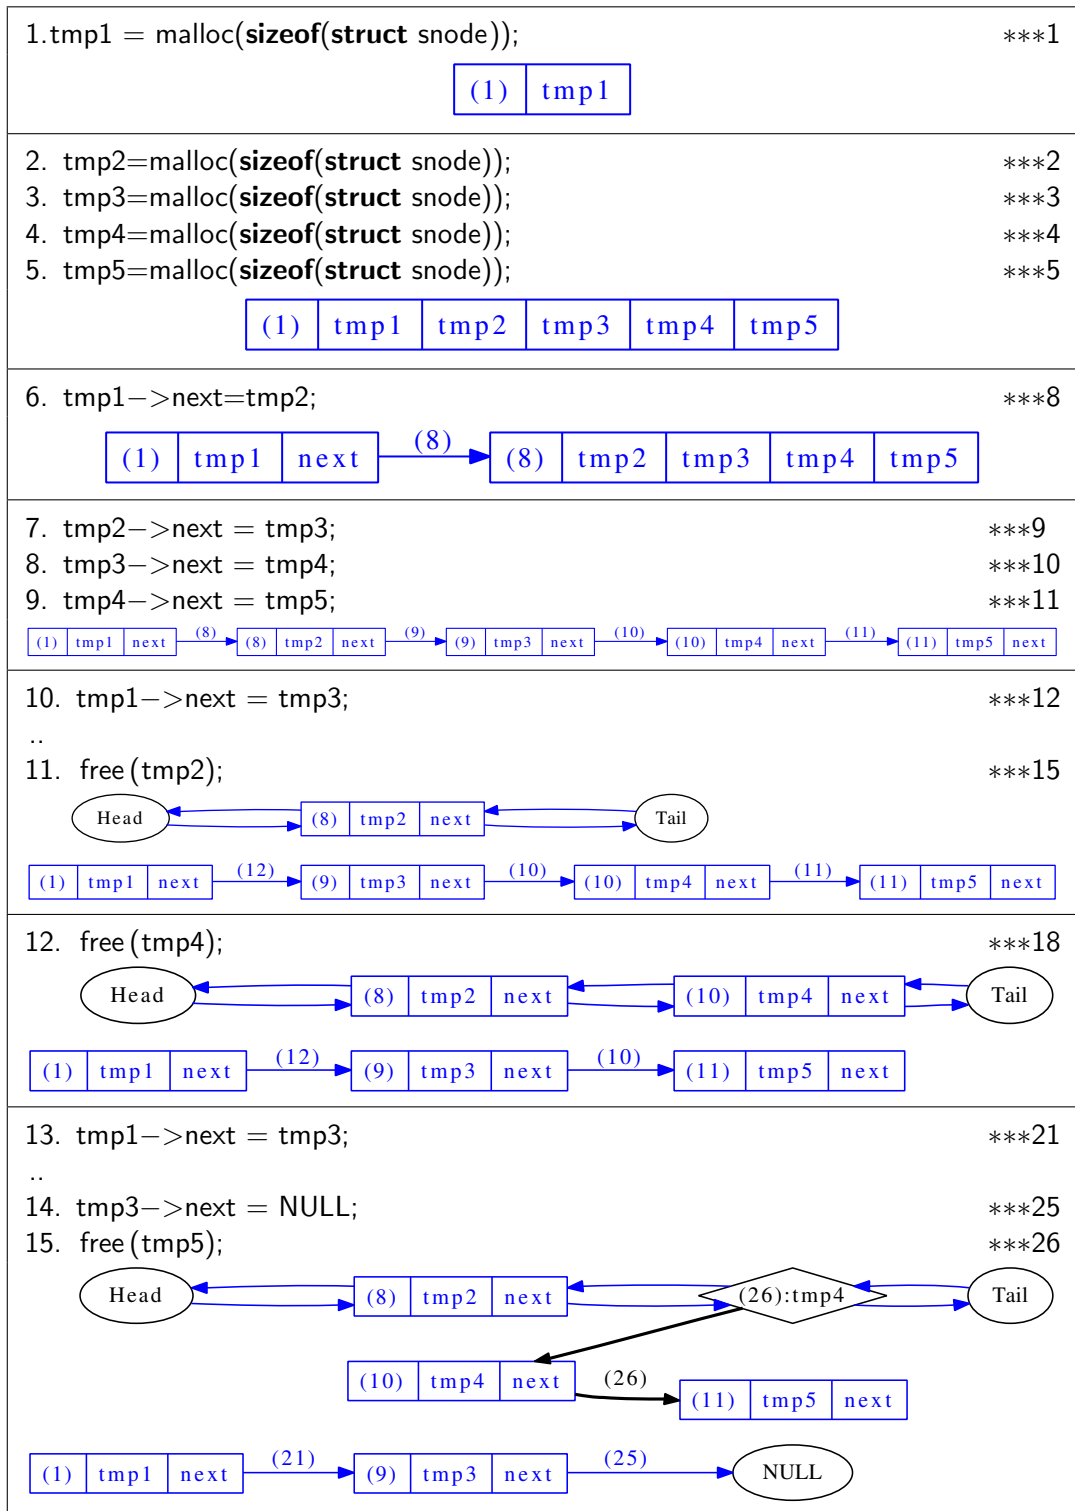 1.tmp1 = malloc(sizeof(struct snode)); ∗∗∗1
(1) tmp1
2. tmp2=malloc(sizeof(struct snode)); ∗∗∗2
3. tmp3=malloc(sizeof(struct snode)); ∗∗∗3
4. tmp4=malloc(sizeof(struct snode)); ∗∗∗4
5. tmp5=malloc(sizeof(struct snode)); ∗∗∗5
(1) tmp1 tmp2 tmp3 tmp4 tmp5
6. tmp1−>next=tmp2; ∗∗∗8
(1) tmp1 next (8) (8) tmp2 tmp3 tmp4 tmp5
7. tmp2−>next = tmp3; ∗∗∗9
8. tmp3−>next = tmp4; ∗∗∗10
9. tmp4−>next = tmp5; ∗∗∗11
(1) tmp1 next (8) (8) tmp2 next (9) (9) tmp3 next (10) (10) tmp4 next (11) (11) tmp5 next
10. tmp1−>next = tmp3; ∗∗∗12
..
11. free(tmp2); ∗∗∗15
Head (8) tmp2 next Tail
(1) tmp1 next (12) (9) tmp3 next (10) (10) tmp4 next (11) (11) tmp5 next
12. free(tmp4); ∗∗∗18
Head (8) tmp2 next (10) tmp4 next Tail
(1) tmp1 next (12) (9) tmp3 next (10) (11) tmp5 next
13. tmp1−>next = tmp3; ∗∗∗21
..
14. tmp3−>next = NULL; ∗∗∗25
15. free(tmp5); ∗∗∗26
Head (8) tmp2 next (26):tmp4 Tail
(10) tmp4 next (26) (11) tmp5 next
(1) tmp1 next (21) (9) tmp3 next (25) NULL